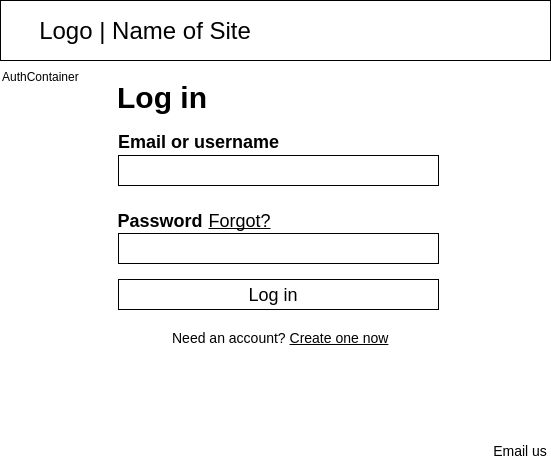 Logo | Name of Site
AuthContainer
Log in
Email or username
Password Forgot?
Log in
Need an account? Create one now
Email us